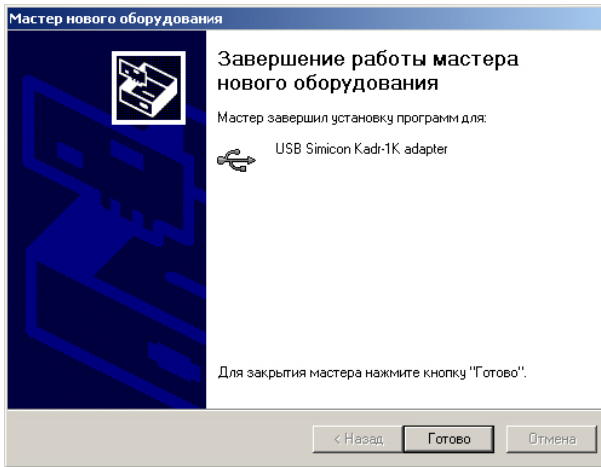 Мастер нового оборудования
Завершение работы мастера
нового оборудования
Мастер завершил установку программ для:
USB Simicon Kadr-1K adapter
Для закрытия мастера нажмите кнопку "Готово".
< Назад
Готово
Отмена